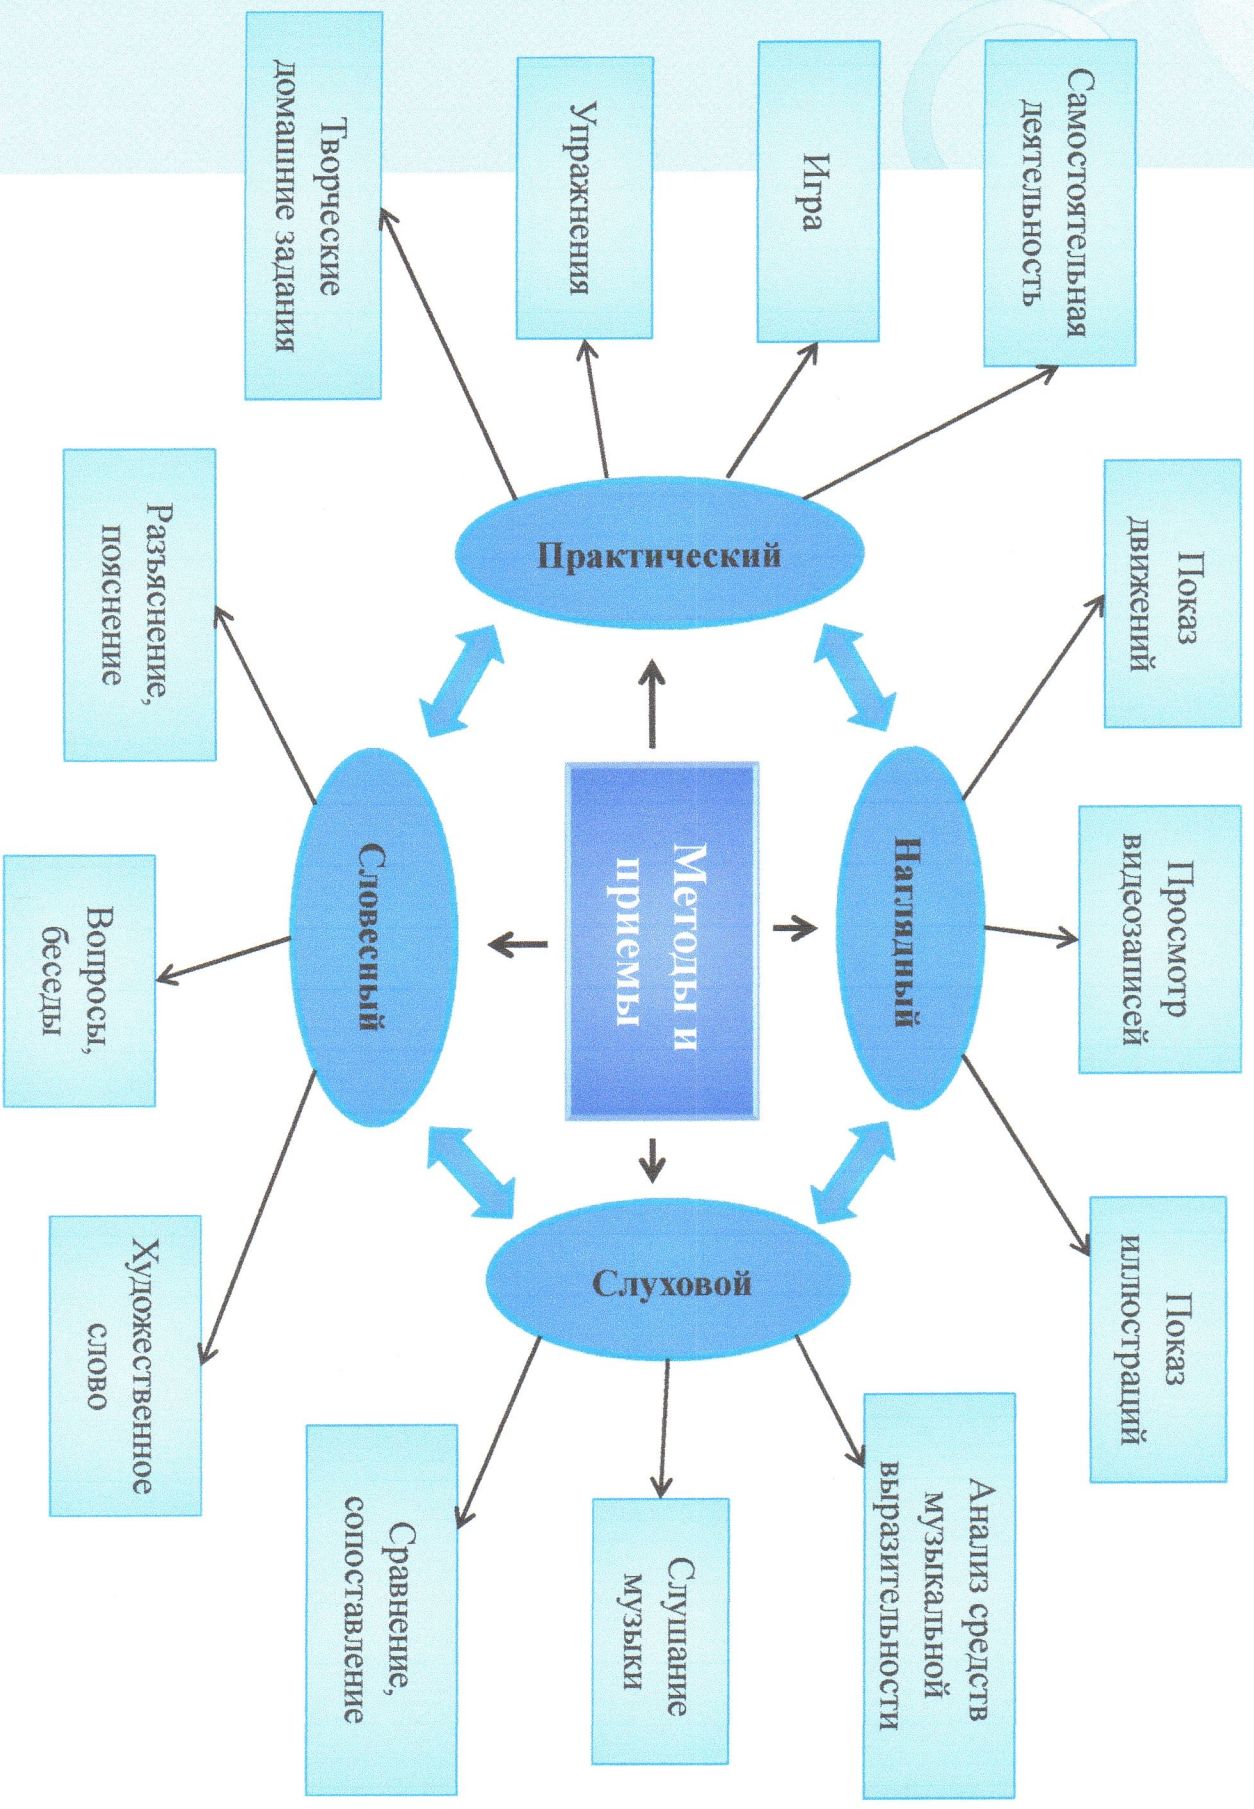 Показ
движений
Просмотр
видеозаписей
Показ
иллюстраций
Самостоятельная
деятельность
Наглядный
Анализ средств
музыкальной
выразительности
Игра
Практический
Методы и
приемы
Слуховой
Слушание
музыки
Упражнения
Творческие
домашние задания
Словесный
Сравнение,
сопоставление
Разъяснение,
пояснение
Вопросы,
беседы
Художественное
слово